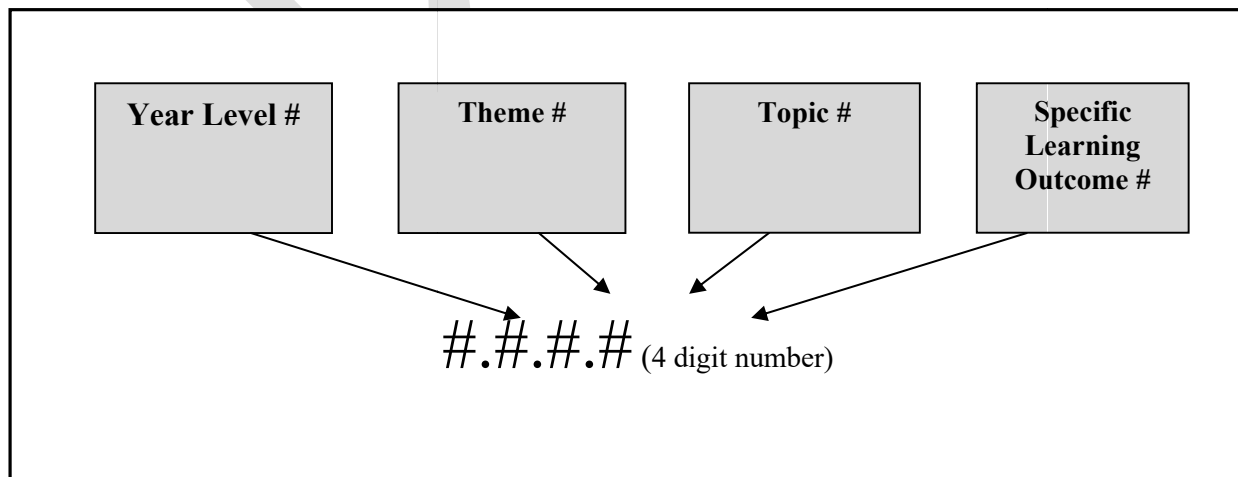 Year Level #
Theme #
Topic #
Specific
Learning
Outcome #
#.#.#.# (4 digit number)